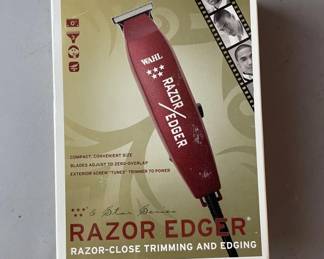 WAHL
RAZOR/
EDGER
COMPACT/CONVENIENT SIZE
BLADES ADJUST TO ZERO-OVERLAP
EXTERIOR SCREW "TUNES" TRIMMER TO POWER
5 Star Series
RAZOR EDGER
RAZOR-CLOSE TRIMMING AND EDGING